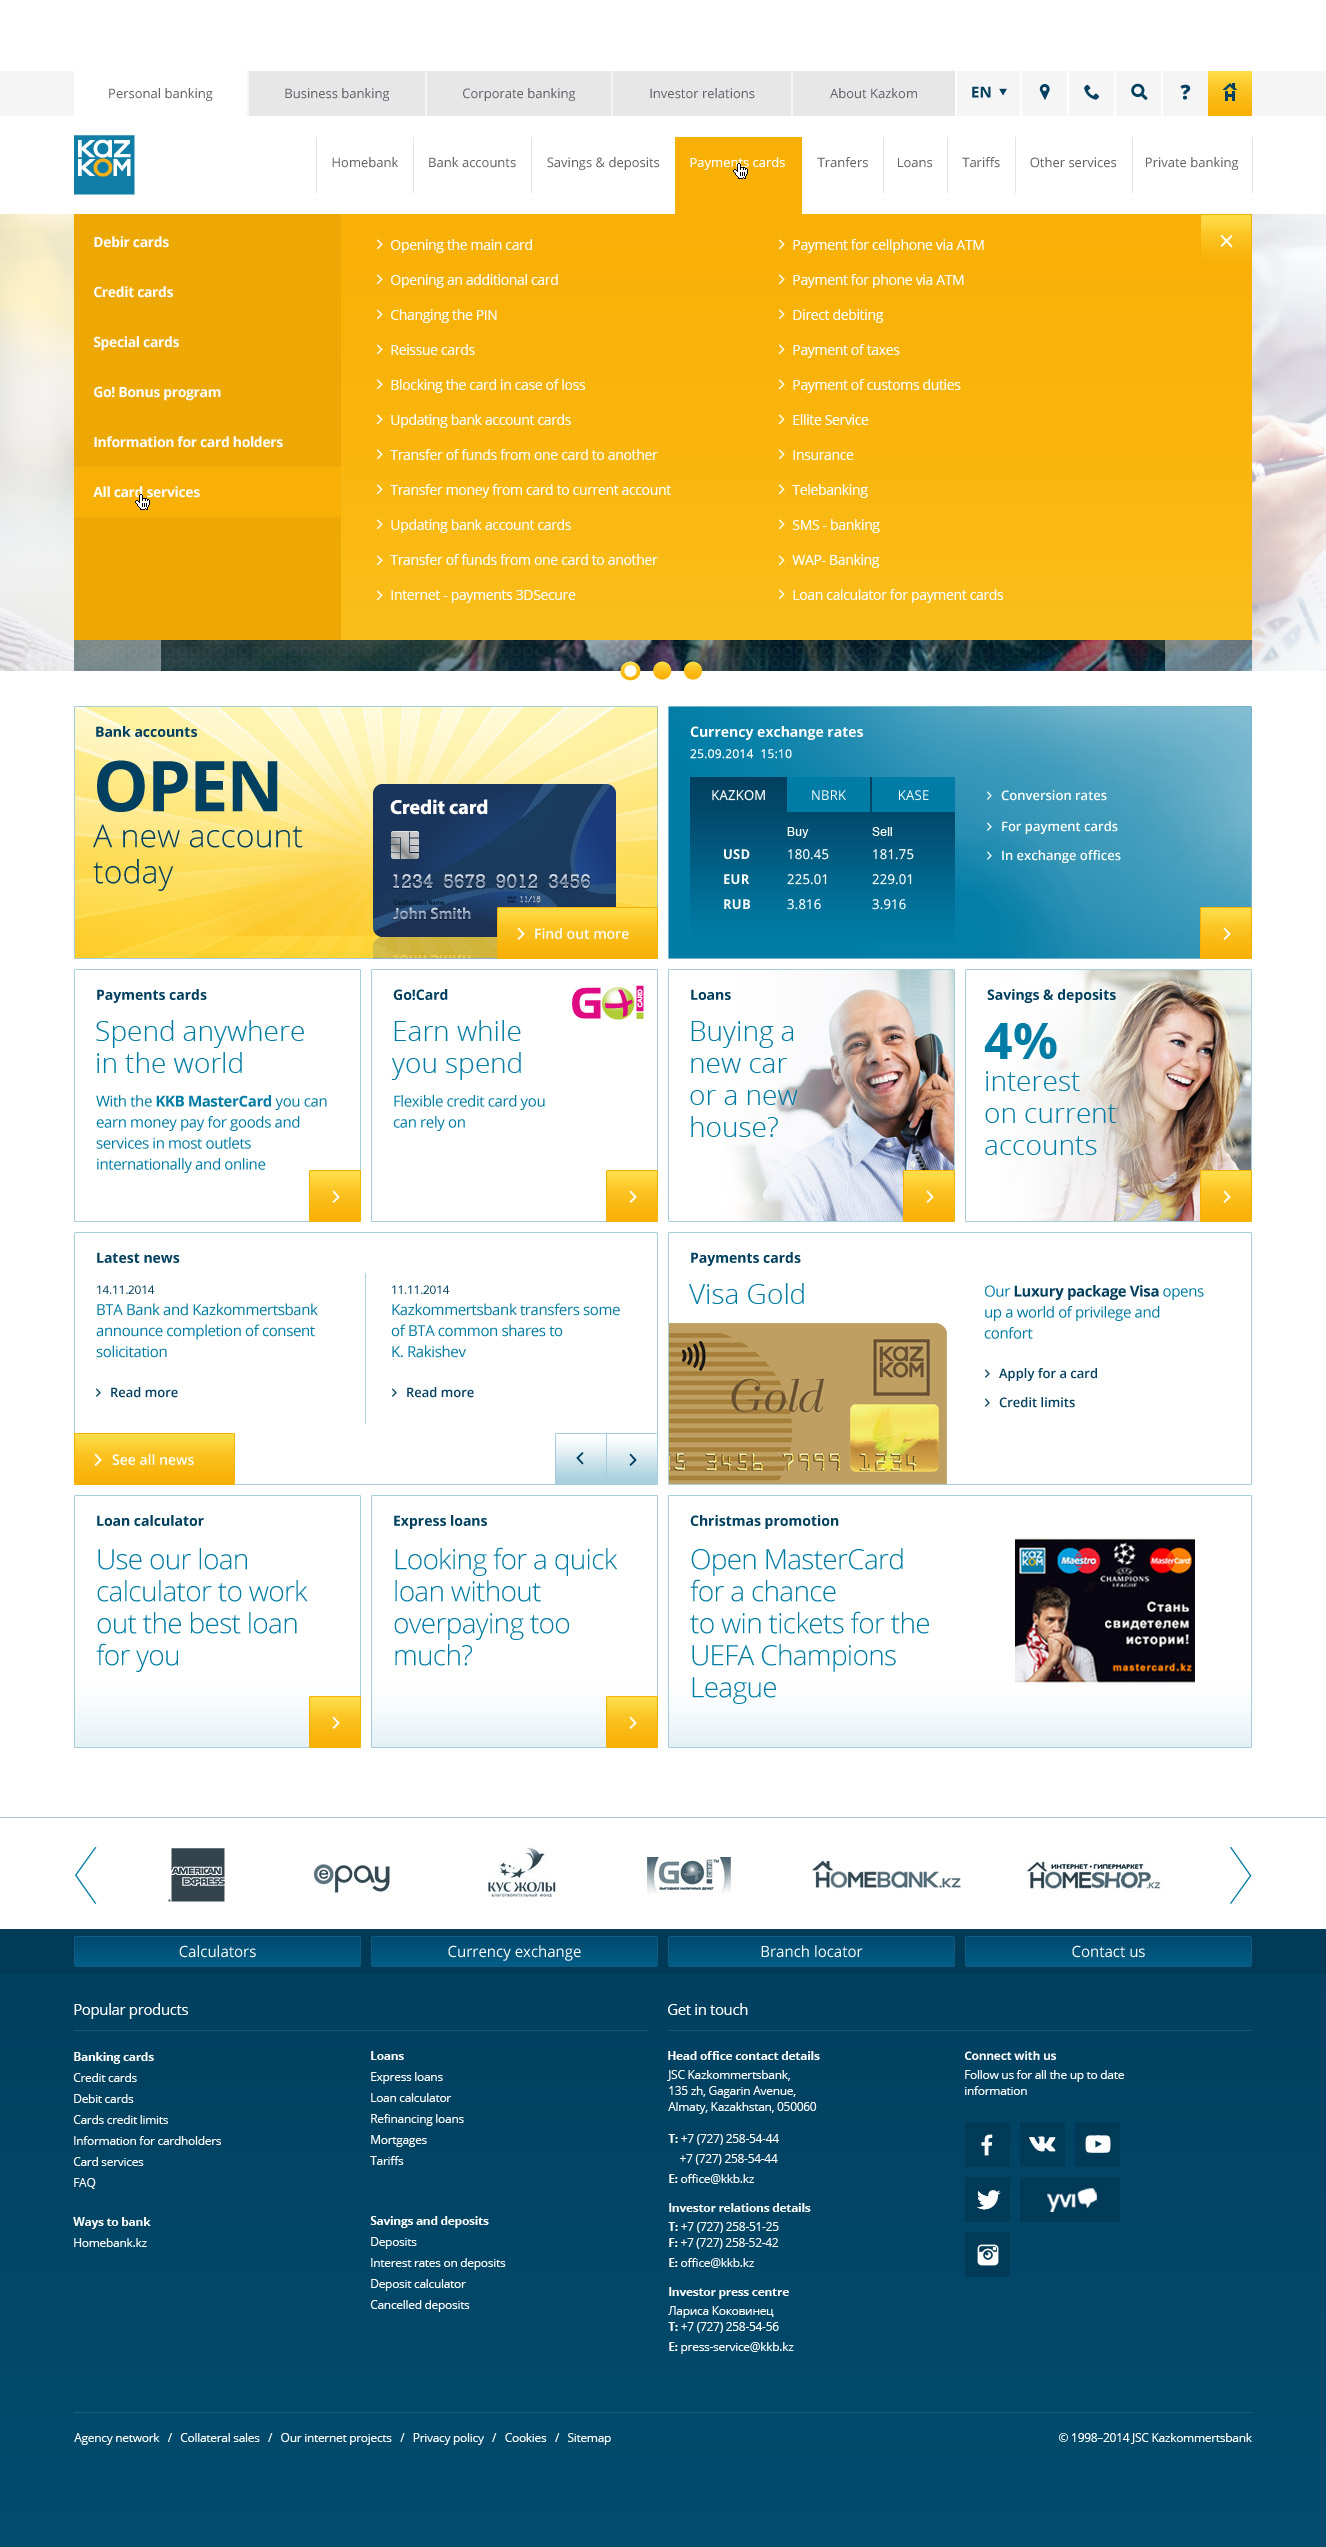 Personal banking
Business banking
Corporate banking
Investor relations
About Kazkom
EN
?
KAZ
KOM
Homebank
Bank accounts
Savings & deposits
Payments cards
Tranfers
Loans
Tariffs
Other services
Private banking
Debir cards
Credit cards
Special cards
Go! Bonus program
Information for card holders
All card services
Opening the main card
Opening an additional card
Changing the PIN
Reissue cards
Blocking the card in case of loss
Updating bank account cards
Transfer of funds from one card to another
Transfer money from card to current account
Updating bank account cards
Transfer of funds from one card to another
Internet - payments 3DSecure
Payment for cellphone via ATM
Payment for phone via ATM
Direct debiting
Payment of taxes
Payment of customs duties
Ellite Service
Insurance
Telebanking
SMS - banking
WAP- Banking
Loan calculator for payment cards
Bank accounts
OPEN
A new account
today
Credit card
1234 5678 9012 3456
11/18
John Smith
Find out more
Currency exchange rates
25.09.2014 15:10
KAZKOM NBRK KASE
Buy Sell
USD 180.45 181.75
EUR 225.01 229.01
RUB 3.816 3.916
Conversion rates
For payment cards
In exchange offices
Payments cards
Spend anywhere
in the world
With the KKB MasterCard you can
earn money pay for goods and
services in most outlets
internationally and online
Go!Card
GO! CARD
Earn while
you spend
Flexible credit card you
can rely on
Loans
Buying a
new car
or a new
house?
Savings & deposits
4%
interest
on current
accounts
Latest news
14.11.2014
BTA Bank and Kazkommertsbank
announce completion of consent
solicitation
Read more
11.11.2014
Kazkommertsbank transfers some
of BTA common shares to
K. Rakishev
Read more
See all news
Payments cards
Visa Gold
KAZ
KOM
Gold
5 3456 7999 1234
Our Luxury package Visa opens
up a world of privilege and
confort
Apply for a card
Credit limits
Loan calculator
Use our loan
calculator to work
out the best loan
for you
Express loans
Looking for a quick
loan without
overpaying too
much?
Christmas promotion
Open MasterCard
for a chance
to win tickets for the
UEFA Champions
League
KAZ
KOM
Maestro
MasterCard
CHAMPIONS
LEAGUE
Стань
свидетелем
истории!
mastercard.kz
AMERICAN
EXPRESS
epay
КУС ЖОЛЫ
БЛАГОТВОРИТЕЛЬНЫЙ ФОНД
GO! CARD
ВЫГОДНЕЕ НАЛИЧНЫХ ДЕНЕГ
HOMEBANK.KZ
ИНТЕРНЕТ • ГИПЕРМАРКЕТ
HOMESHOP.KZ
Calculators
Currency exchange
Branch locator
Contact us
Popular products
Banking cards
Credit cards
Debit cards
Cards credit limits
Information for cardholders
Card services
FAQ
Ways to bank
Homebank.kz
Loans
Express loans
Loan calculator
Refinancing loans
Mortgages
Tariffs
Savings and deposits
Deposits
Interest rates on deposits
Deposit calculator
Cancelled deposits
Get in touch
Head office contact details
JSC Kazkommertsbank,
135 zh, Gagarin Avenue,
Almaty, Kazakhstan, 050060
T: +7 (727) 258-54-44
+7 (727) 258-54-44
E: office@kkb.kz
Investor relations details
T: +7 (727) 258-51-25
F: +7 (727) 258-52-42
E: office@kkb.kz
Investor press centre
Лариса Коковинец
T: +7 (727) 258-54-56
E: press-service@kkb.kz
Connect with us
Follow us for all the up to date
information
yvi
Agency network / Collateral sales / Our internet projects / Privacy policy / Cookies / Sitemap
© 1998–2014 JSC Kazkommertsbank